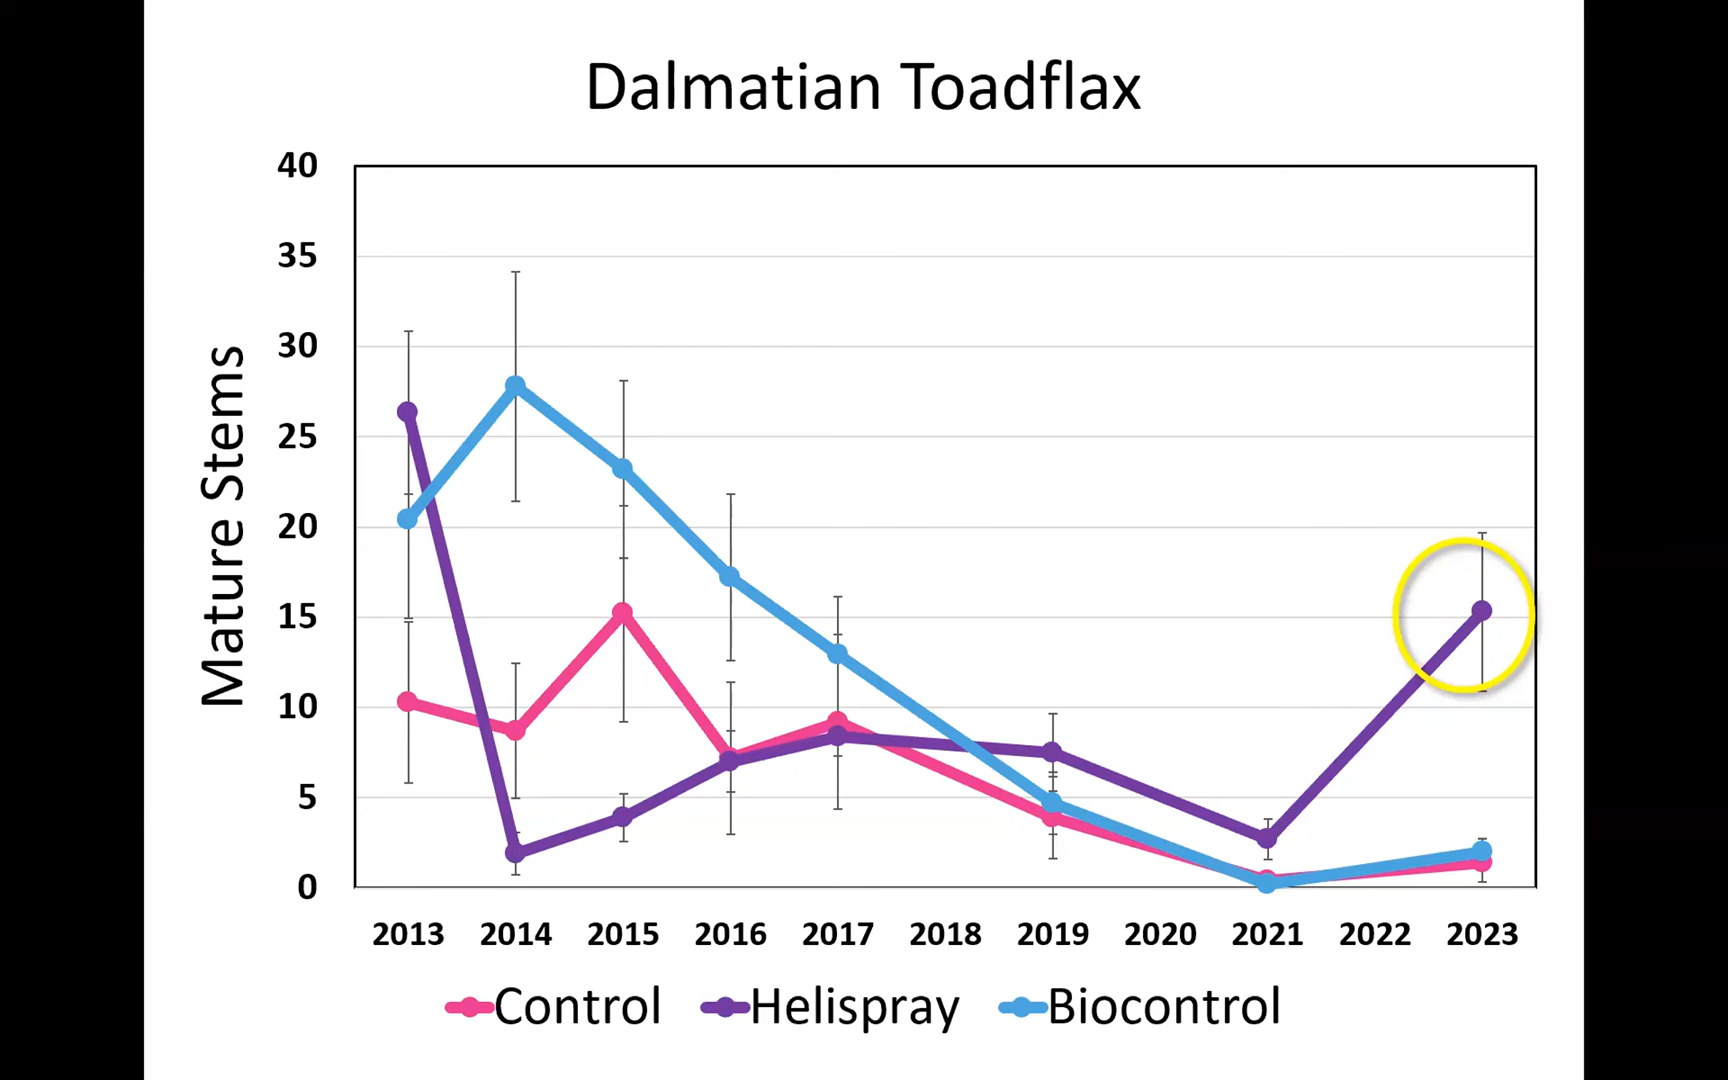 Dalmatian Toadflax
Mature Stems
40
35
30
25
20
15
10
5
0
2013 2014 2015 2016 2017 2018 2019 2020 2021 2022 2023
Control Helispray Biocontrol